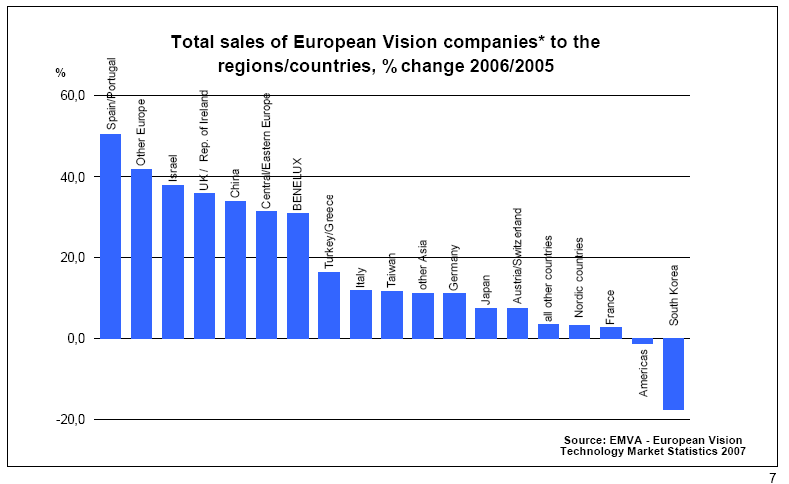 Total sales of European Vision companies* to the
regions/countries, % change 2006/2005
%
60,0
40,0
20,0
0,0
-20,0
Spain/Portugal
Other Europe
Israel
UK / Rep. of Ireland
China
Central/Eastern Europe
BENELUX
Turkey/Greece
Italy
Taiwan
other Asia
Germany
Japan
Austria/Switzerland
all other countries
Nordic countries
France
Americas
South Korea
Source: EMVA - European Vision
Technology Market Statistics 2007
7